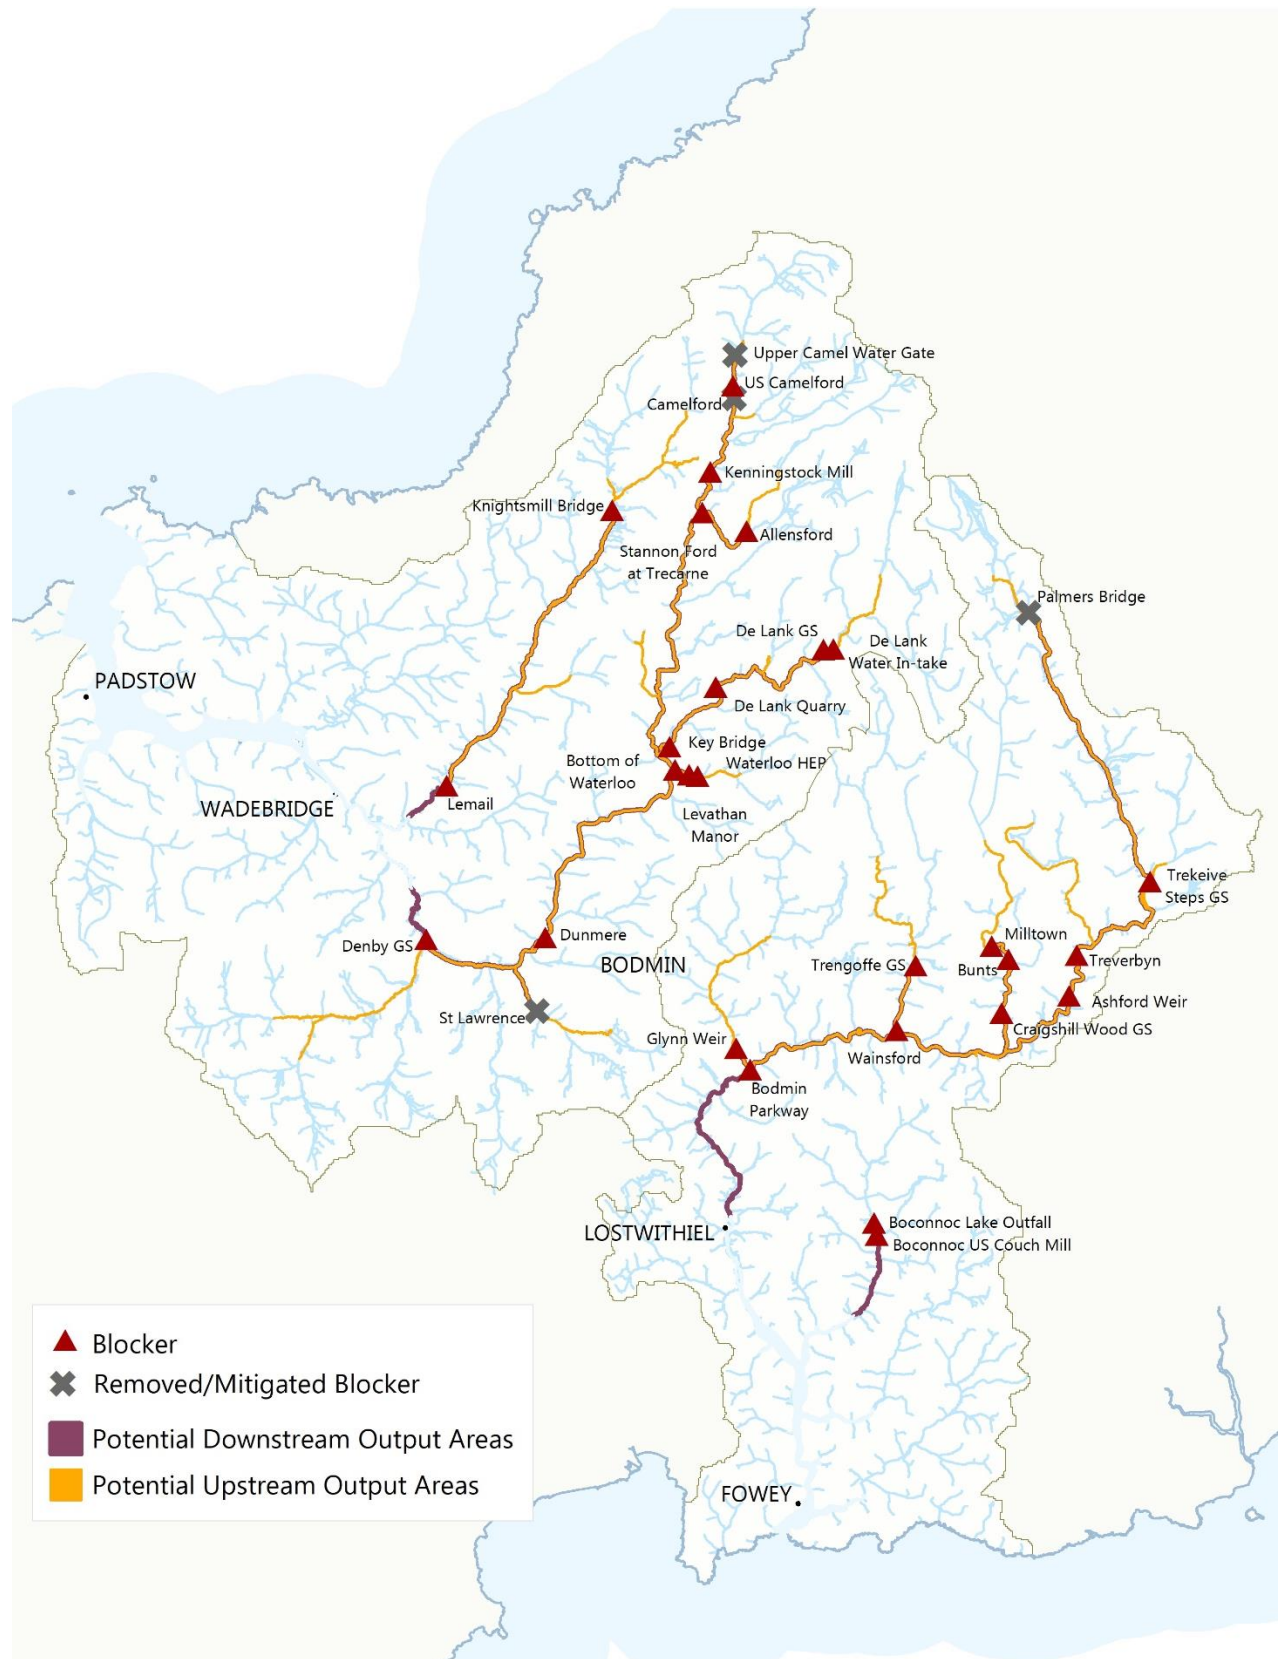 Upper Camel Water Gate
US Camelford
Camelford
Kenningstock Mill
Knightsmill Bridge
Allensford
Stannon Ford
at Trecarne
Palmers Bridge
De Lank GS
De Lank
Water In-take
PADSTOW
De Lank Quarry
Key Bridge
Bottom of
Waterloo
Waterloo HEP
WADEBRIDGE
Lemail
Levathan
Manor
Trekeive
Steps GS
Dunmere
Denby GS
Milltown
BODMIN
Trengoffe GS
Bunts
Treverbyn
Ashford Weir
St Lawrence
Craigshill Wood GS
Glynn Weir
Wainsford
Bodmin
Parkway
Boconnoc Lake Outfall
LOSTWITHIEL
Boconnoc US Couch Mill
Blocker
Removed/Mitigated Blocker
Potential Downstream Output Areas
Potential Upstream Output Areas
FOWEY